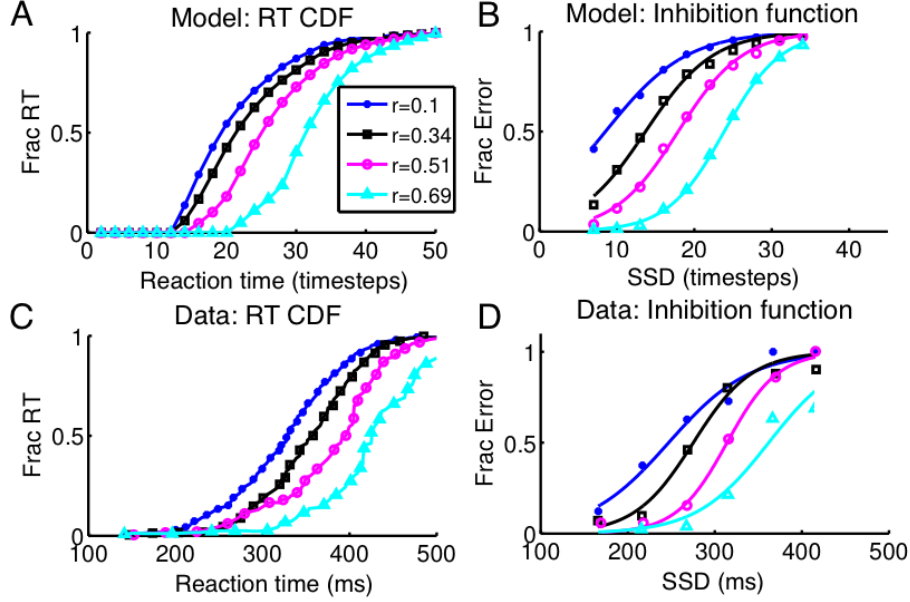 A
Model: RT CDF
1
0.5
0
Frac RT
r=0.1
r=0.34
r=0.51
r=0.69
0 10 20 30 40 50
Reaction time (timesteps)
B
Model: Inhibition function
1
0.5
0
Frac Error
0 20 40
SSD (timesteps)
C
Data: RT CDF
1
0.5
0
Frac RT
100 200 300 400 500
Reaction time (ms)
D
Data: Inhibition function
1
0.5
0
Frac Error
100 200 300 400 500
SSD (ms)